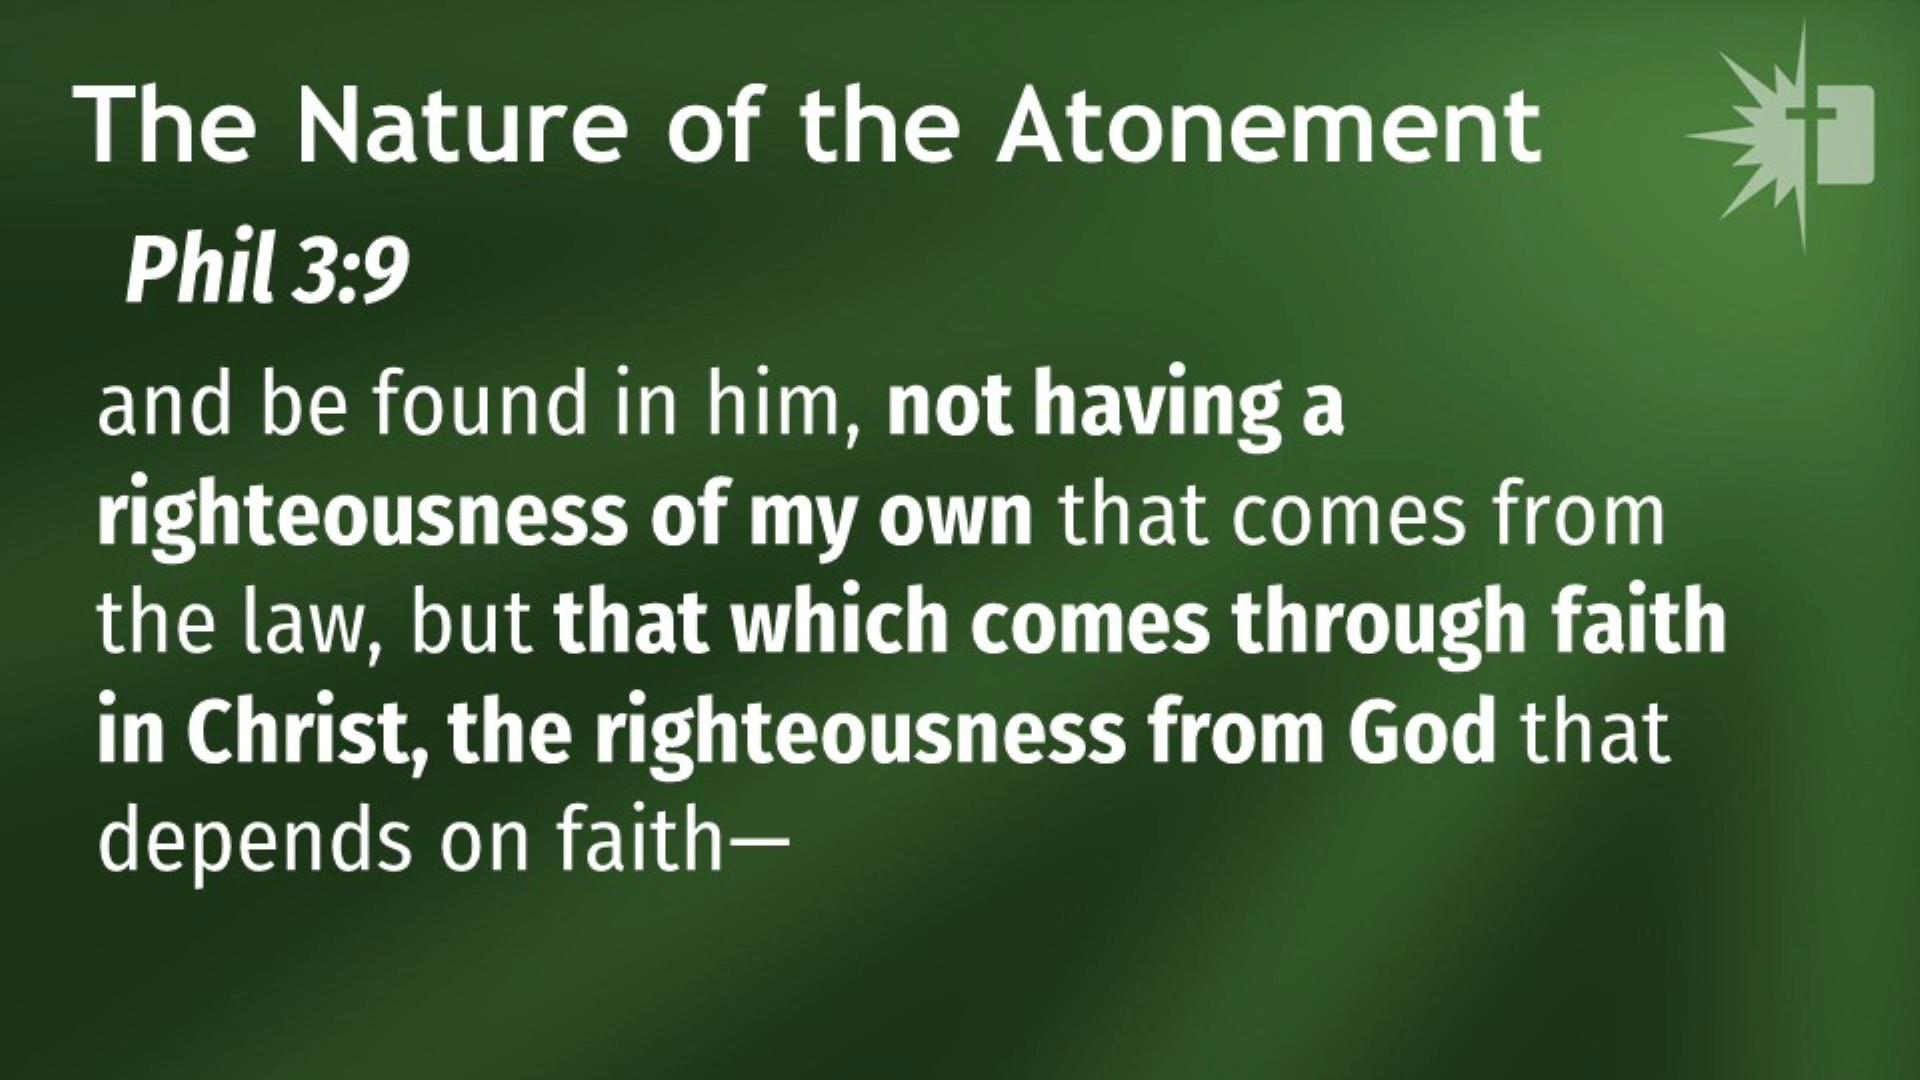 The Nature of the Atonement
Phil 3:9
and be found in him, not having a
righteousness of my own that comes from
the law, but that which comes through faith
in Christ, the righteousness from God that
depends on faith—